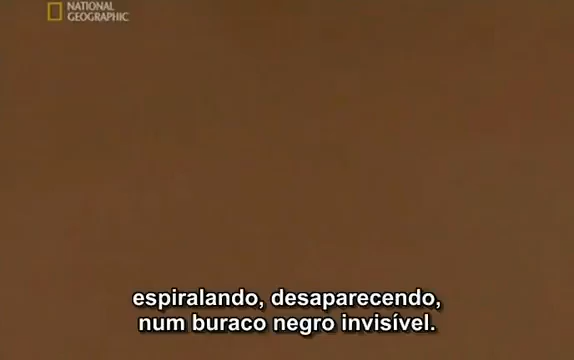 NATIONAL
GEOGRAPHIC
espiralando, desaparecendo,
num buraco negro invisível.